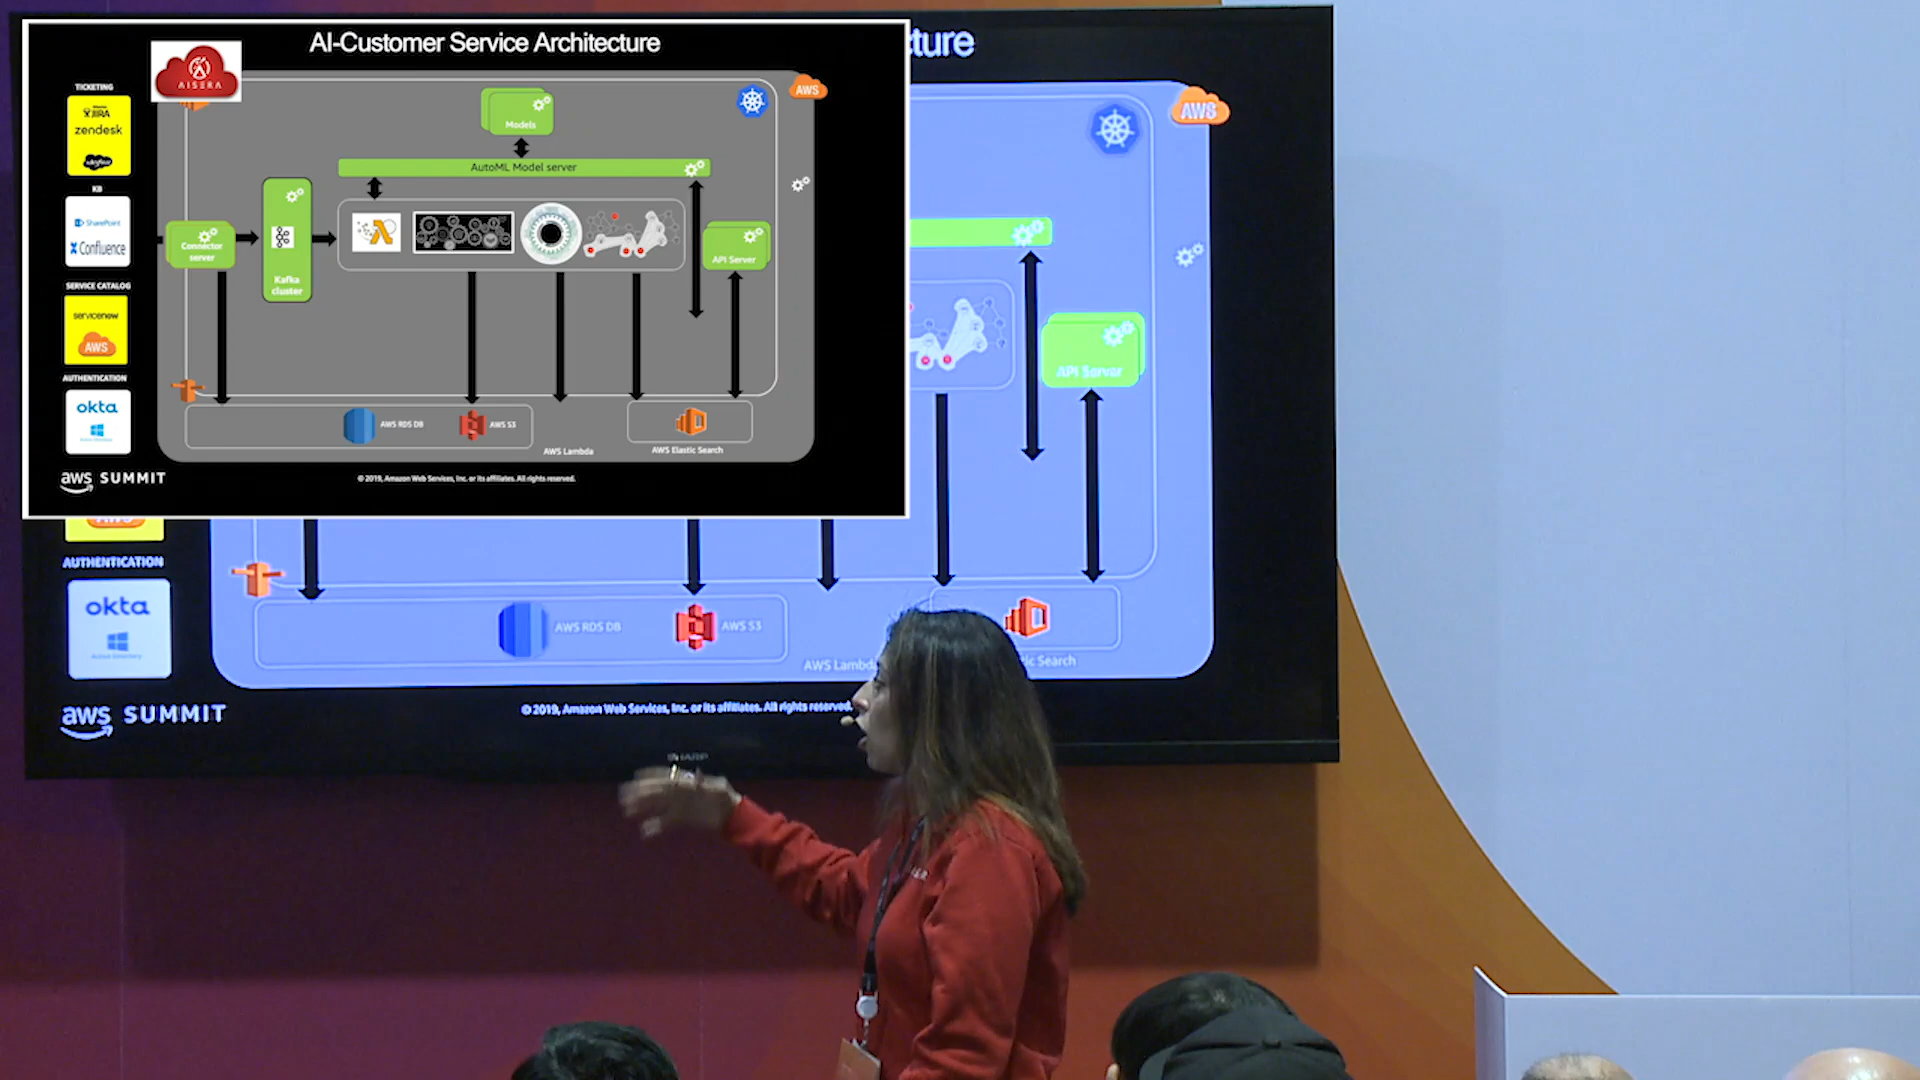 AI-Customer Service Architecture
AISERA
TICKETING
JIRA
zendesk
KB
SharePoint
Confluence
SERVICE CATALOG
servicenow
AWS
AUTHENTICATION
okta
AWS
Models
AutoML Model server
Connector
server
Kafka
cluster
API Server
AWS RDS DB
AWS S3
AWS Lambda
AWS Elastic Search
aws SUMMIT
© 2019, Amazon Web Services, Inc. or its affiliates. All rights reserved.
cture
AWS
API Server
AUTHENTICATION
okta
AWS RDS DB
AWS S3
AWS Lambda
ic Search
aws SUMMIT
© 2019, Amazon Web Services, Inc. or its affiliates. All rights reserved.
SHARP